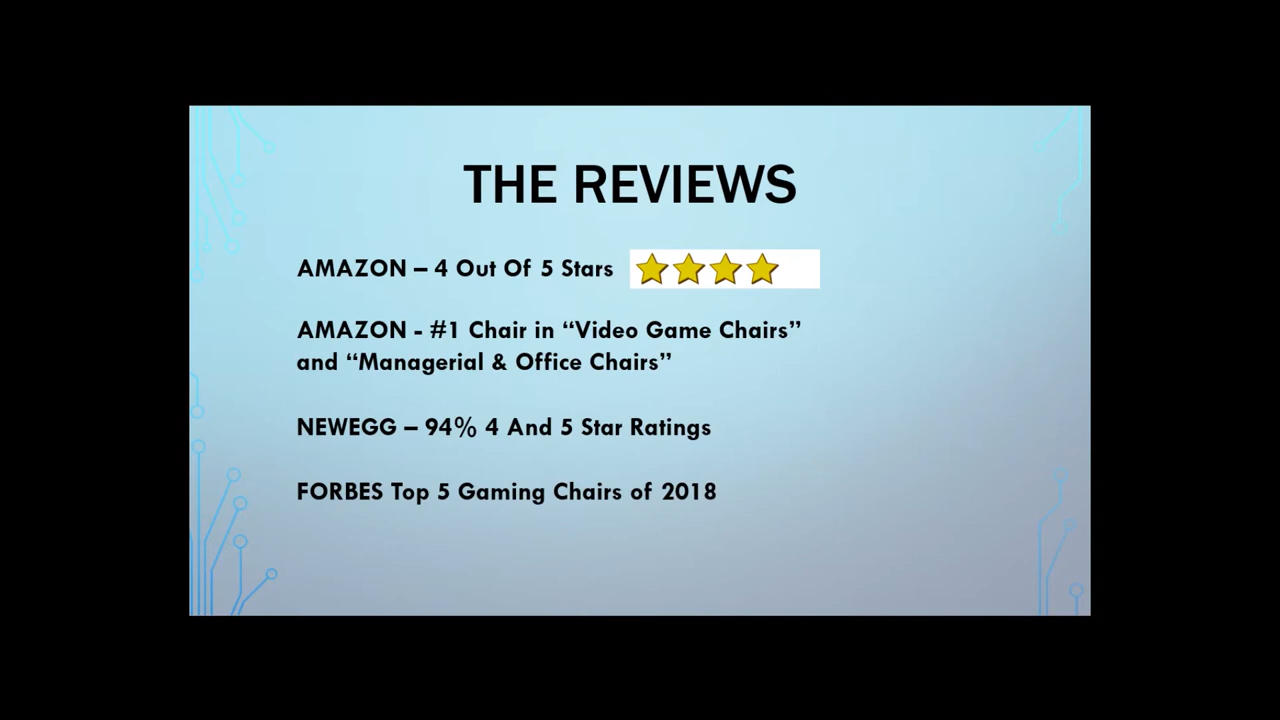 THE REVIEWS
AMAZON – 4 Out Of 5 Stars
AMAZON - #1 Chair in “Video Game Chairs”
and “Managerial & Office Chairs”
NEWEGG – 94% 4 And 5 Star Ratings
FORBES Top 5 Gaming Chairs of 2018